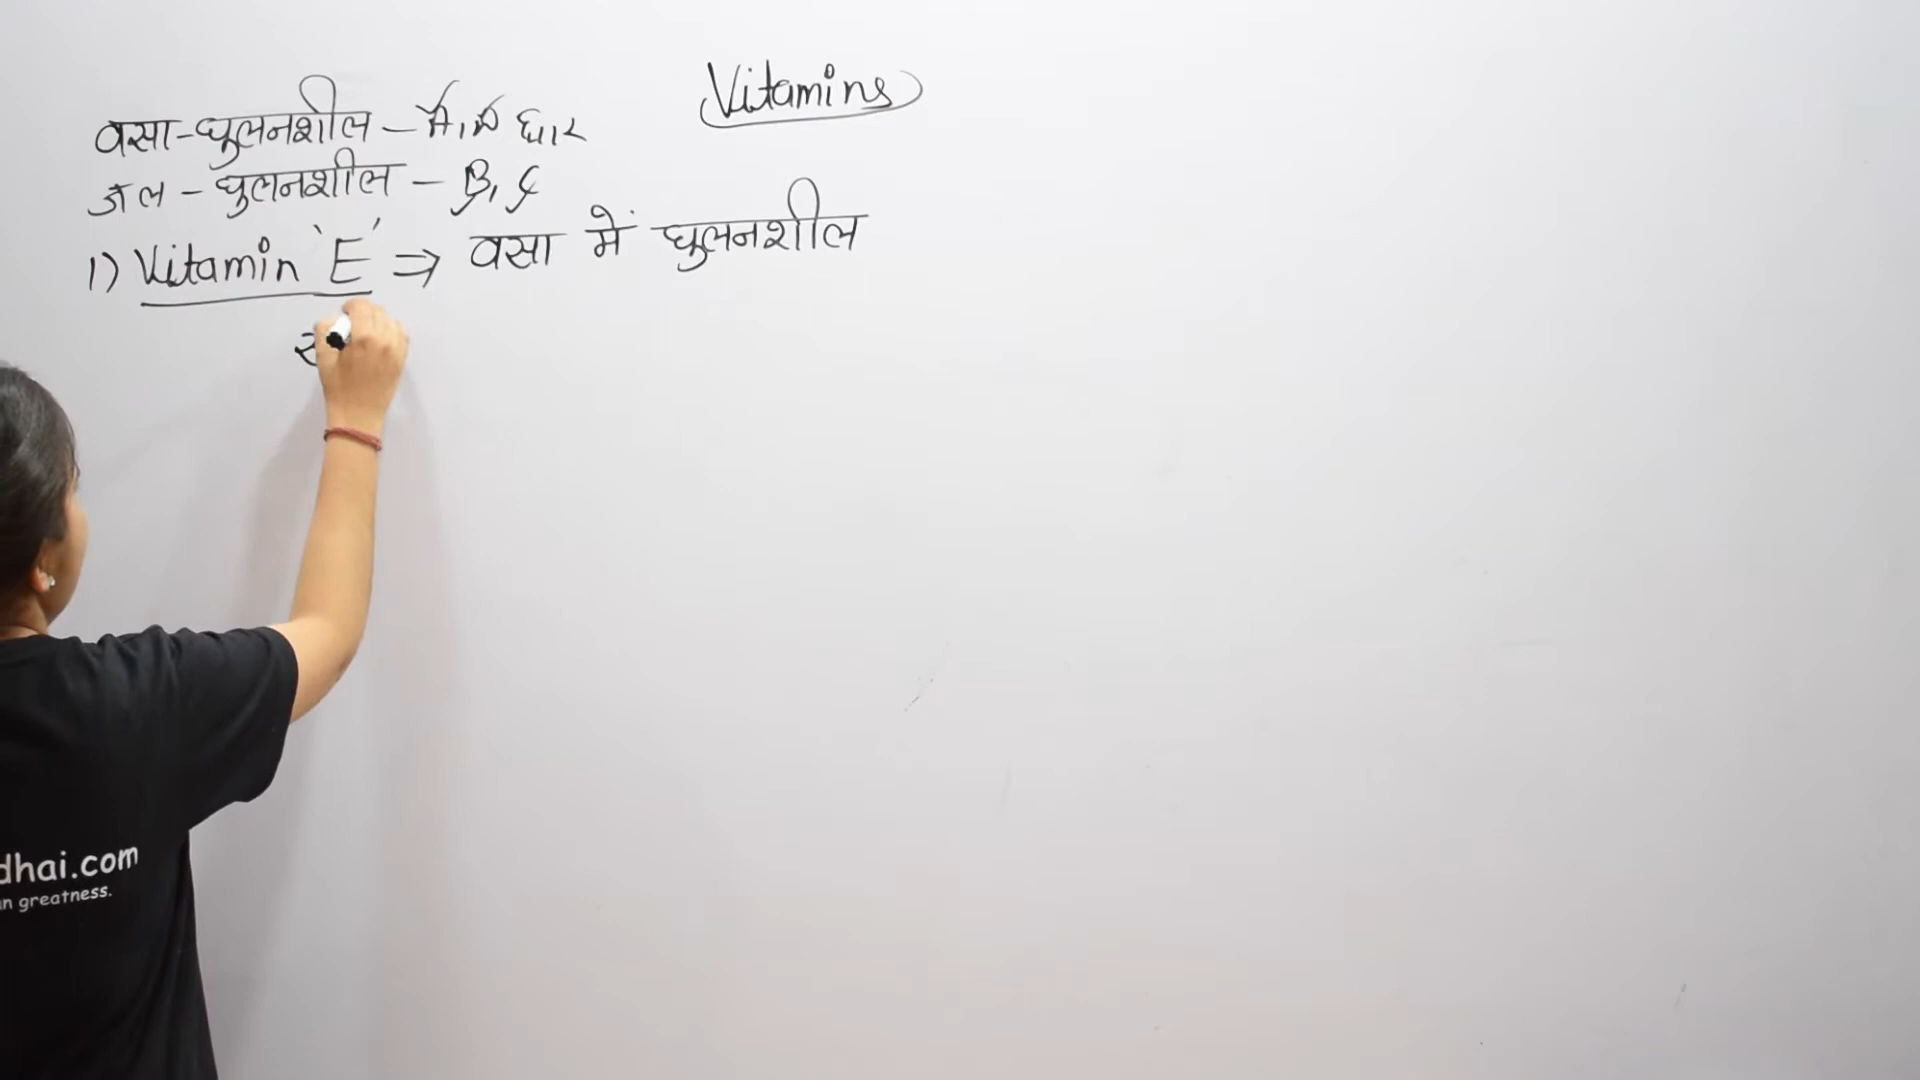 Vitamins
वसा-घुलनशील -
जल - घुलनशील - B, C
1) Vitamin 'E' ⇒ वसा में घुलनशील
dhai.com
n greatness.